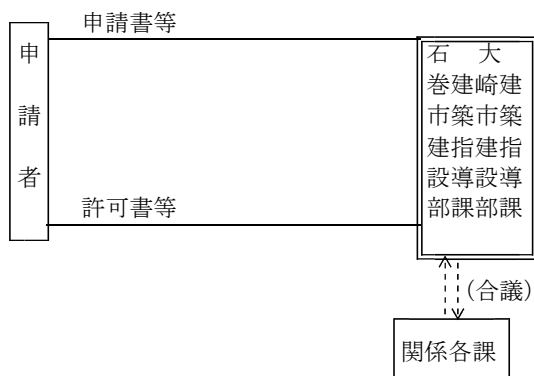 申請書等
申請者
石巻市建設部
建築指導課
大崎市建設部
建築指導課
許可書等
(合議)
関係各課